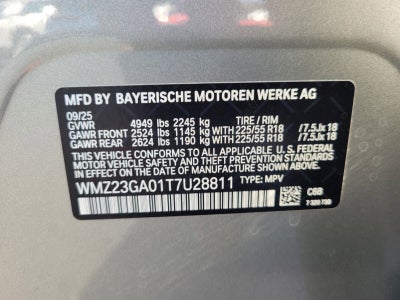 MFD BY BAYERISCHE MOTOREN WERKE AG
09/25
GVWR 4949 lbs 2245 kg TIRE / RIM
GAWR FRONT 2524 lbs 1145 kg WITH 225/55 R18 / 7.5Jx18
GAWR REAR 2624 lbs 1190 kg WITH 225/55 R18 / 7.5Jx18
THIS VEHICLE CONFORMS TO ALL APPLICABLE U. S. FEDERAL
MOTOR VEHICLE SAFETY, BUMPER, AND THEFT PREVENTION
STANDARDS IN EFFECT ON THE DATE OF MANUFACTURE SHOWN ABOVE.
WMZ23GA01T7U28811 TYPE: MPV
C6B